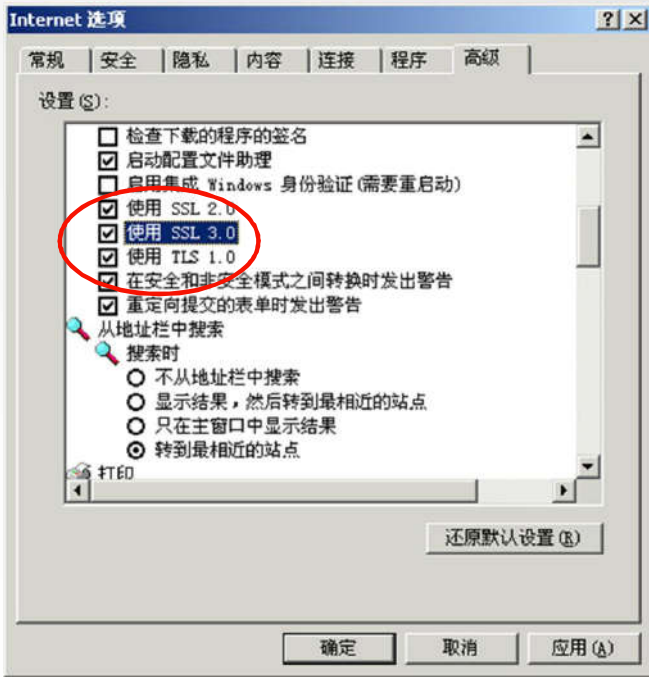 Internet 选项
常规 安全 隐私 内容 连接 程序 高级
设置(S):
检查下载的程序的签名
启动配置文件助理
启用集成 Windows 身份验证(需要重启动)
使用 SSL 2.0
使用 SSL 3.0
使用 TLS 1.0
在安全和非安全模式之间转换时发出警告
重定向提交的表单时发出警告
从地址栏中搜索
搜索时
不从地址栏中搜索
显示结果，然后转到最相近的站点
只在主窗口中显示结果
转到最相近的站点
打印
还原默认设置(R)
确定 取消 应用(A)